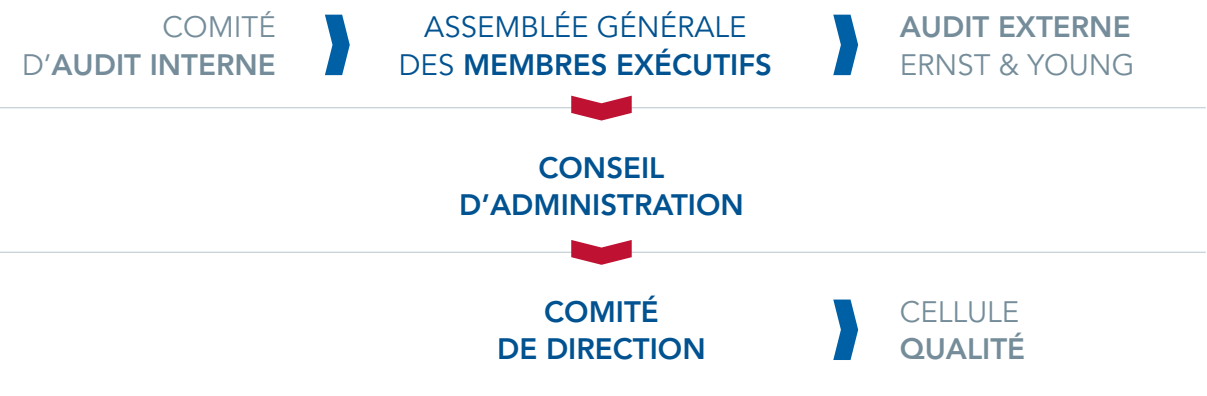 COMITÉ
D’AUDIT INTERNE
ASSEMBLÉE GÉNÉRALE
DES MEMBRES EXÉCUTIFS
AUDIT EXTERNE
ERNST & YOUNG
CONSEIL
D’ADMINISTRATION
COMITÉ
DE DIRECTION
CELLULE
QUALITÉ